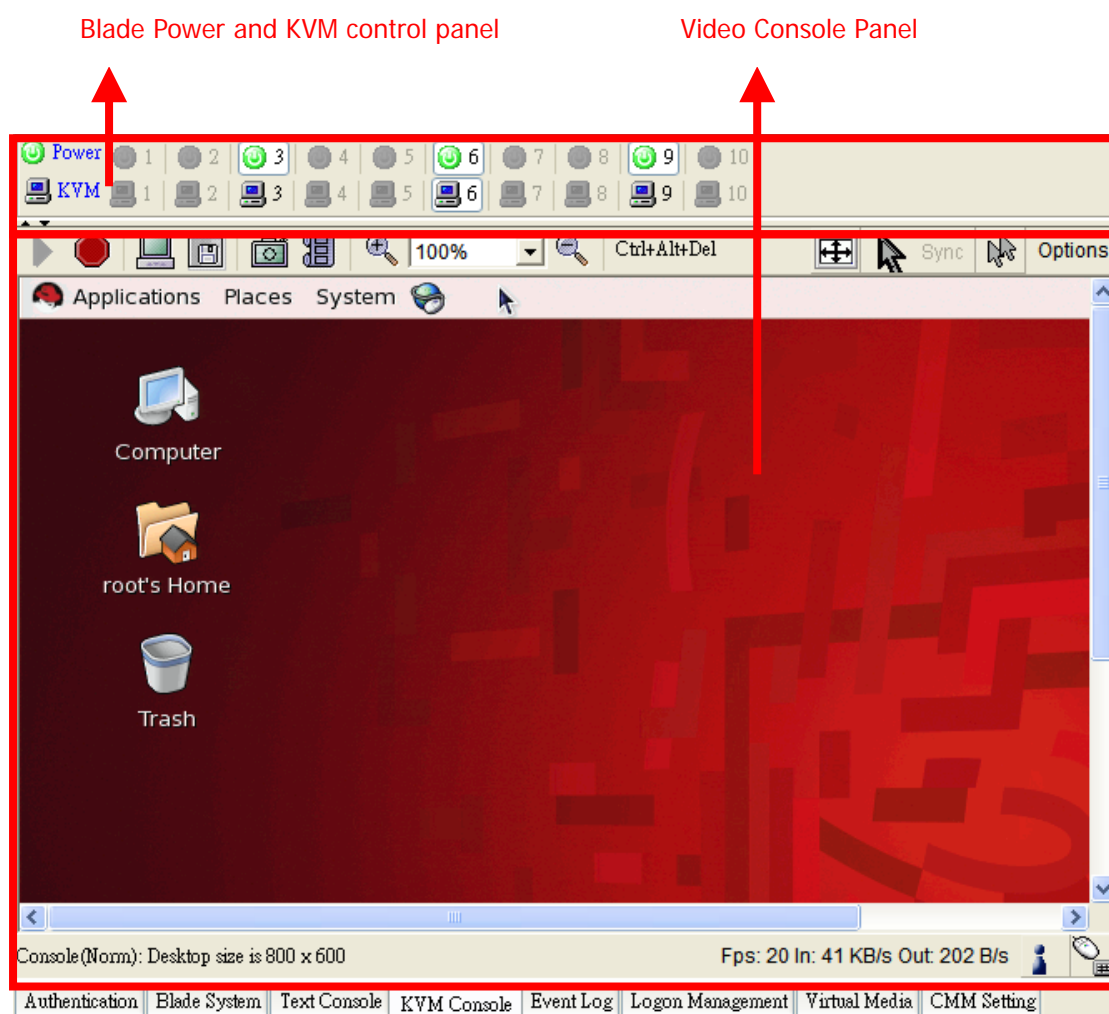 Blade Power and KVM control panel Video Console Panel
Power 1 2 3 4 5 6 7 8 9 10
KVM 1 2 3 4 5 6 7 8 9 10
100% Ctrl+Alt+Del Sync Options
Applications Places System
Computer
root's Home
Trash
Console(Norm): Desktop size is 800 x 600 Fps: 20 In: 41 KB/s Out: 202 B/s
Authentication Blade System Text Console KVM Console Event Log Logon Management Virtual Media CMM Setting